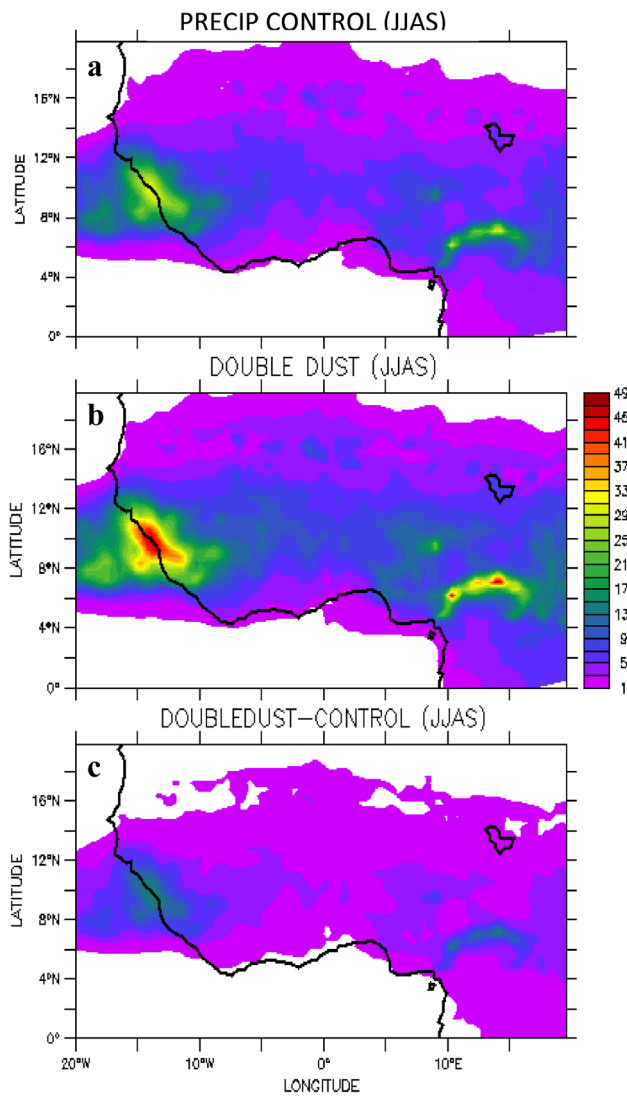 PRECIP CONTROL (JJAS)
a
16°N
12°N
8°N
4°N
0°
LATITUDE
DOUBLE DUST (JJAS)
b
16°N
12°N
8°N
4°N
0°
LATITUDE
49
45
41
37
33
29
25
21
17
13
9
5
1
DOUBLEDUST-CONTROL (JJAS)
c
16°N
12°N
8°N
4°N
0°
LATITUDE
20°W 10°W 0° 10°E
LONGITUDE